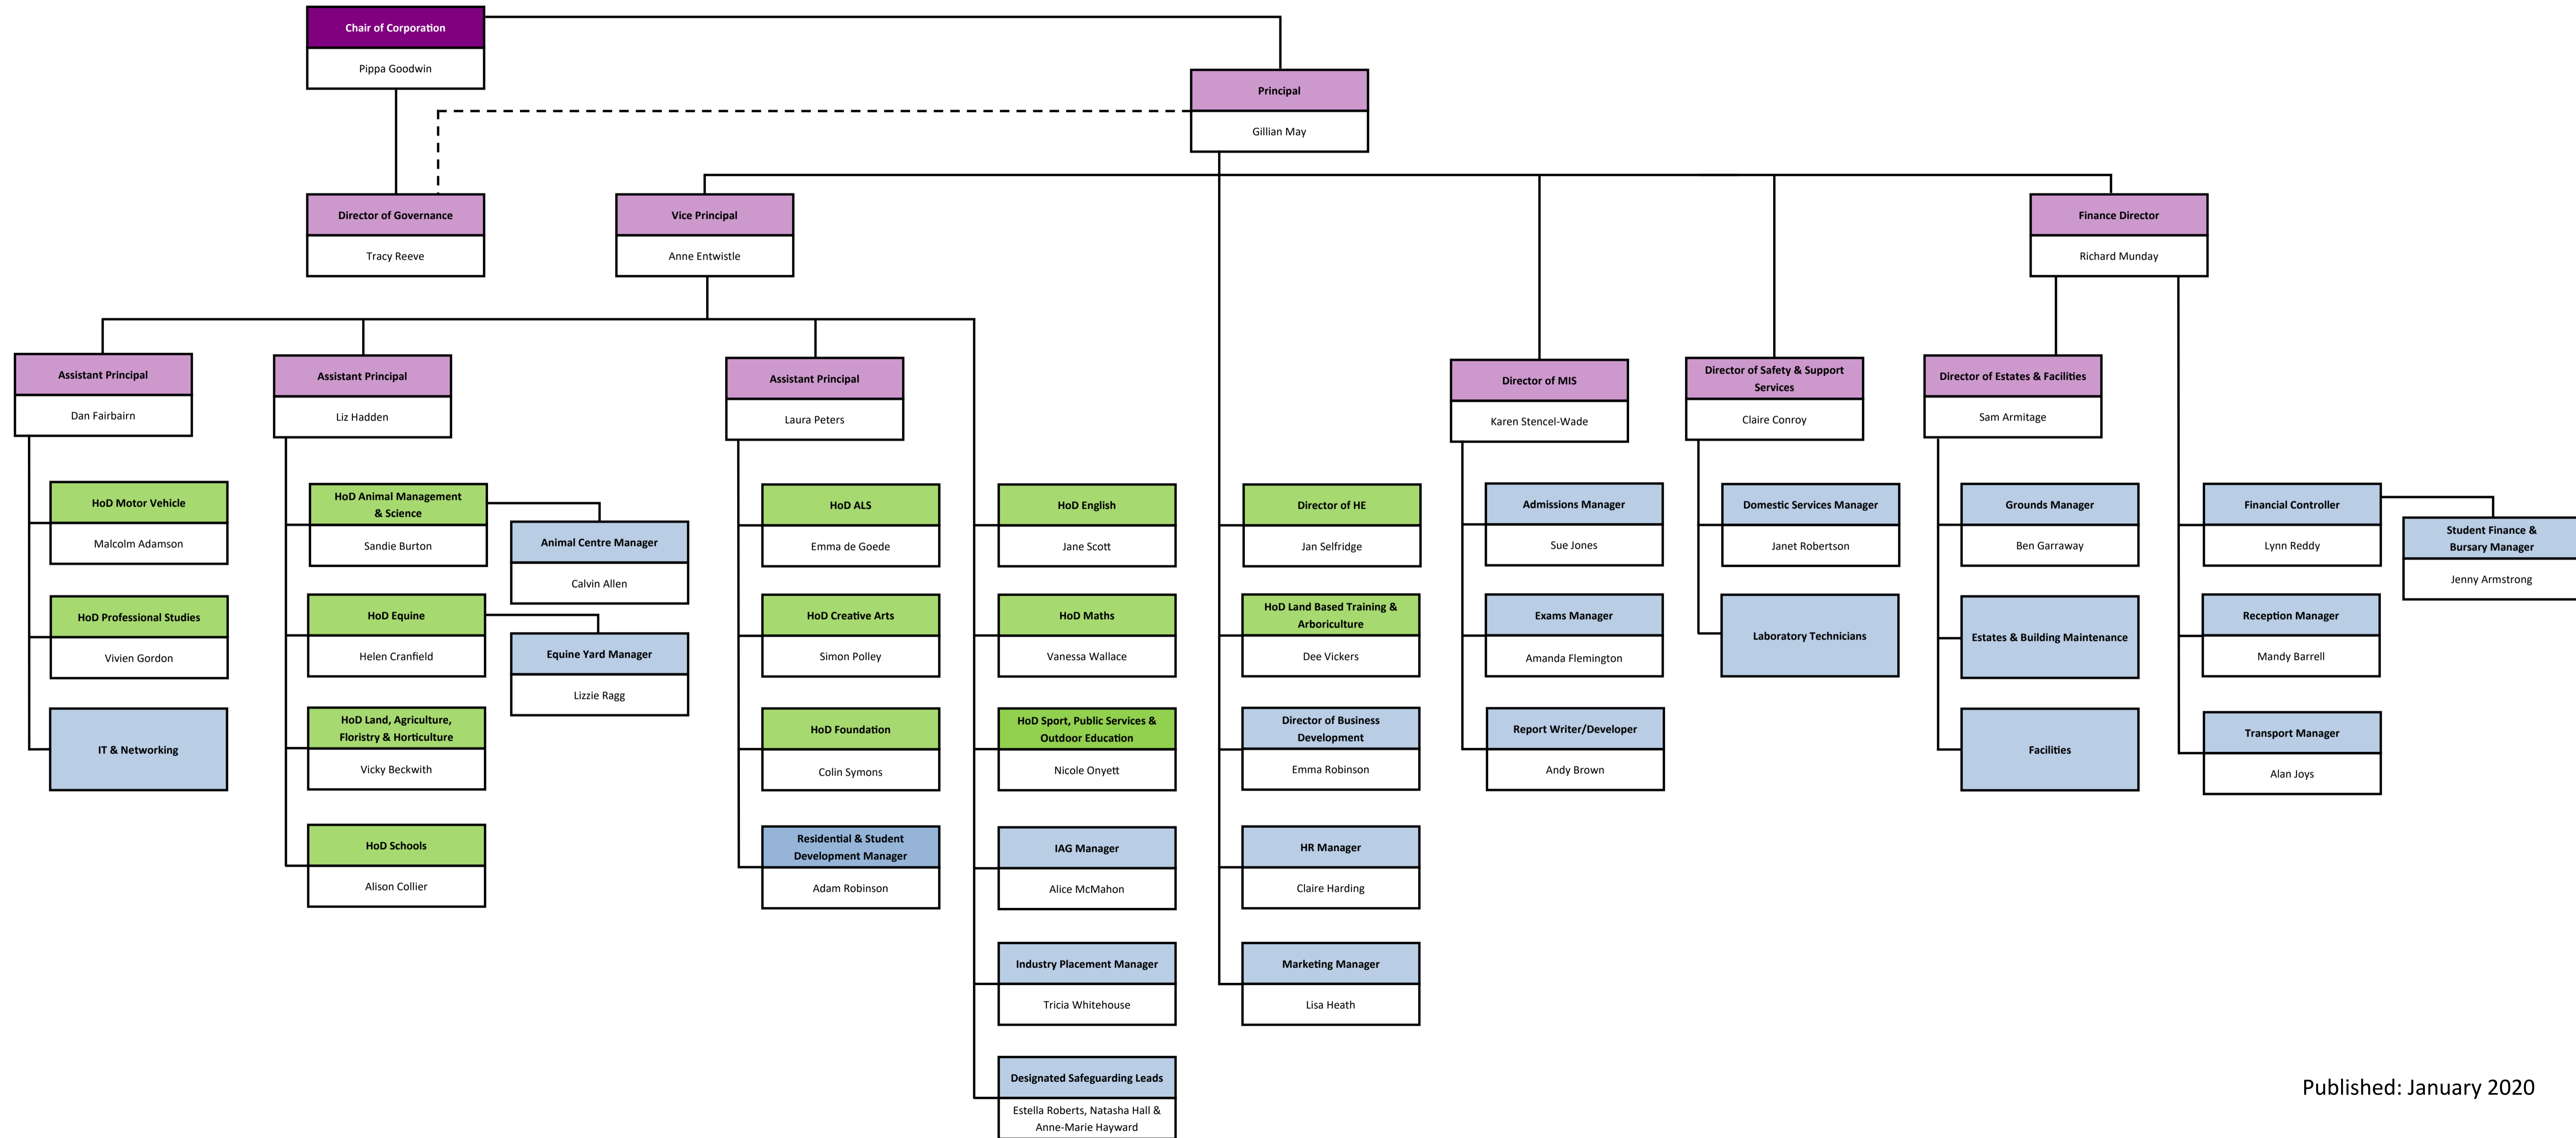 Chair of Corporation
Pippa Goodwin
Principal
Gillian May
Director of Governance
Tracy Reeve
Vice Principal
Anne Entwistle
Finance Director
Richard Munday
Assistant Principal
Dan Fairbairn
Assistant Principal
Liz Hadden
Assistant Principal
Laura Peters
Director of MIS
Karen Stencel-Wade
Director of Safety & Support
Services
Claire Conroy
Director of Estates & Facilities
Sam Armitage
HoD Motor Vehicle
Malcolm Adamson
HoD Professional Studies
Vivien Gordon
IT & Networking
HoD Animal Management
& Science
Sandie Burton
Animal Centre Manager
Calvin Allen
HoD Equine
Helen Cranfield
Equine Yard Manager
Lizzie Ragg
HoD Land, Agriculture,
Floristry & Horticulture
Vicky Beckwith
HoD Schools
Alison Collier
HoD ALS
Emma de Goede
HoD Creative Arts
Simon Polley
HoD Foundation
Colin Symons
Residential & Student
Development Manager
Adam Robinson
HoD English
Jane Scott
HoD Maths
Vanessa Wallace
HoD Sport, Public Services &
Outdoor Education
Nicole Onyett
IAG Manager
Alice McMahon
Industry Placement Manager
Tricia Whitehouse
Designated Safeguarding Leads
Estella Roberts, Natasha Hall &
Anne-Marie Hayward
Director of HE
Jan Selfridge
HoD Land Based Training &
Arboriculture
Dee Vickers
Director of Business
Development
Emma Robinson
HR Manager
Claire Harding
Marketing Manager
Lisa Heath
Admissions Manager
Sue Jones
Exams Manager
Amanda Flemington
Report Writer/Developer
Andy Brown
Domestic Services Manager
Janet Robertson
Laboratory Technicians
Grounds Manager
Ben Garraway
Estates & Building Maintenance
Facilities
Financial Controller
Lynn Reddy
Student Finance &
Bursary Manager
Jenny Armstrong
Reception Manager
Mandy Barrell
Transport Manager
Alan Joys
Published: January 2020